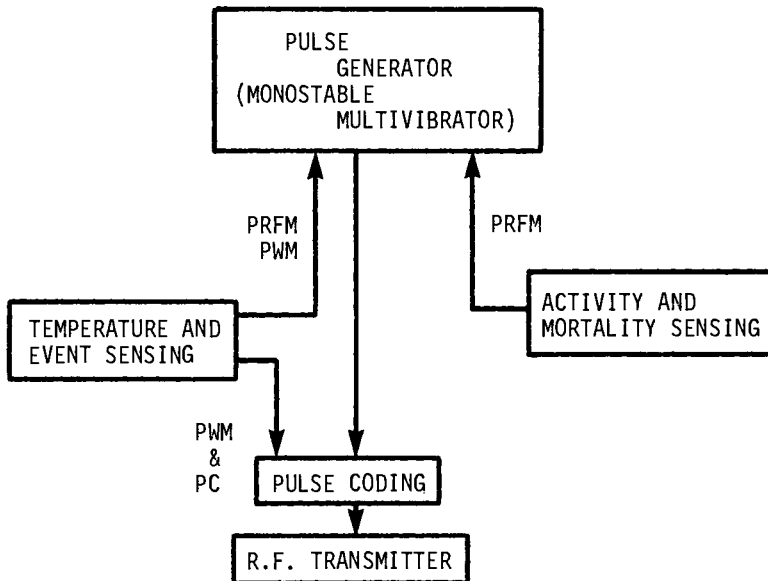 PULSE
GENERATOR
(MONOSTABLE
MULTIVIBRATOR)
PRFM
PWM
PRFM
TEMPERATURE AND
EVENT SENSING
ACTIVITY AND
MORTALITY SENSING
PWM
&
PC
PULSE CODING
R.F. TRANSMITTER